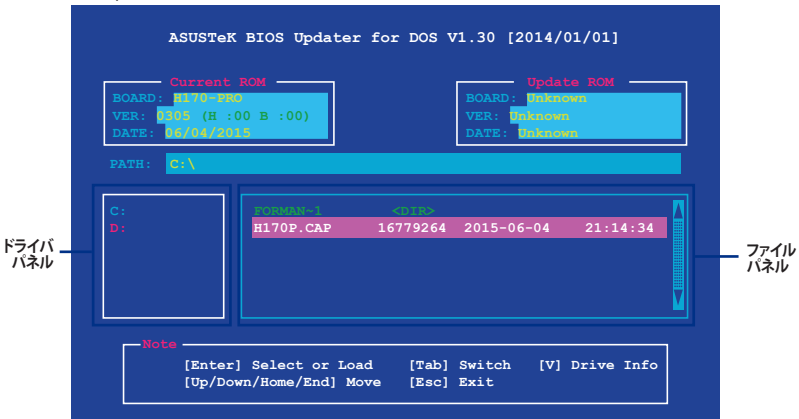 ASUSTeK BIOS Updater for DOS V1.30 [2014/01/01]
Current ROM
BOARD: H170-PRO
VER: 0305 (H :00 B :00)
DATE: 06/04/2015
Update ROM
BOARD: Unknown
VER: Unknown
DATE: Unknown
PATH: C:\
C:
D:
FORMAN~1 <DIR>
H170P.CAP 16779264 2015-06-04 21:14:34
ドライバ
パネル
ファイル
パネル
Note
[Enter] Select or Load [Tab] Switch [V] Drive Info
[Up/Down/Home/End] Move [Esc] Exit